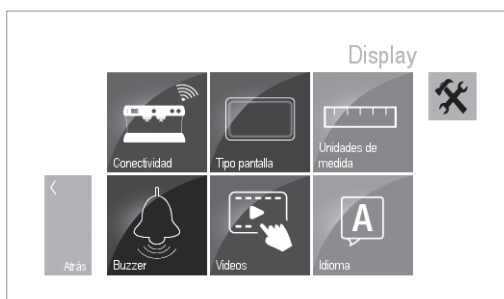 Display
Conectividad
Tipo pantalla
Unidades de
medida
Atrás
Buzzer
Videos
A
Idioma